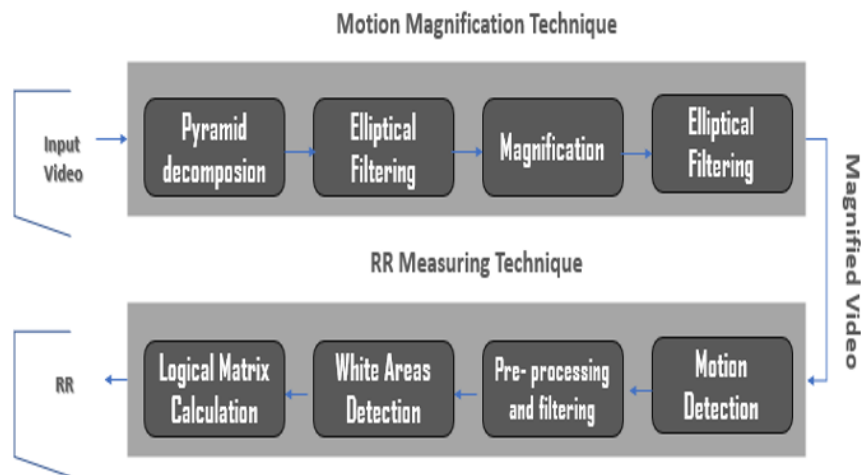 Motion Magnification Technique
Input
Video
Pyramid
decomposion
Elliptical
Filtering
Magnification
Elliptical
Filtering
Magnified Video
RR Measuring Technique
RR
Logical Matrix
Calculation
White Areas
Detection
Pre- processing
and filtering
Motion
Detection